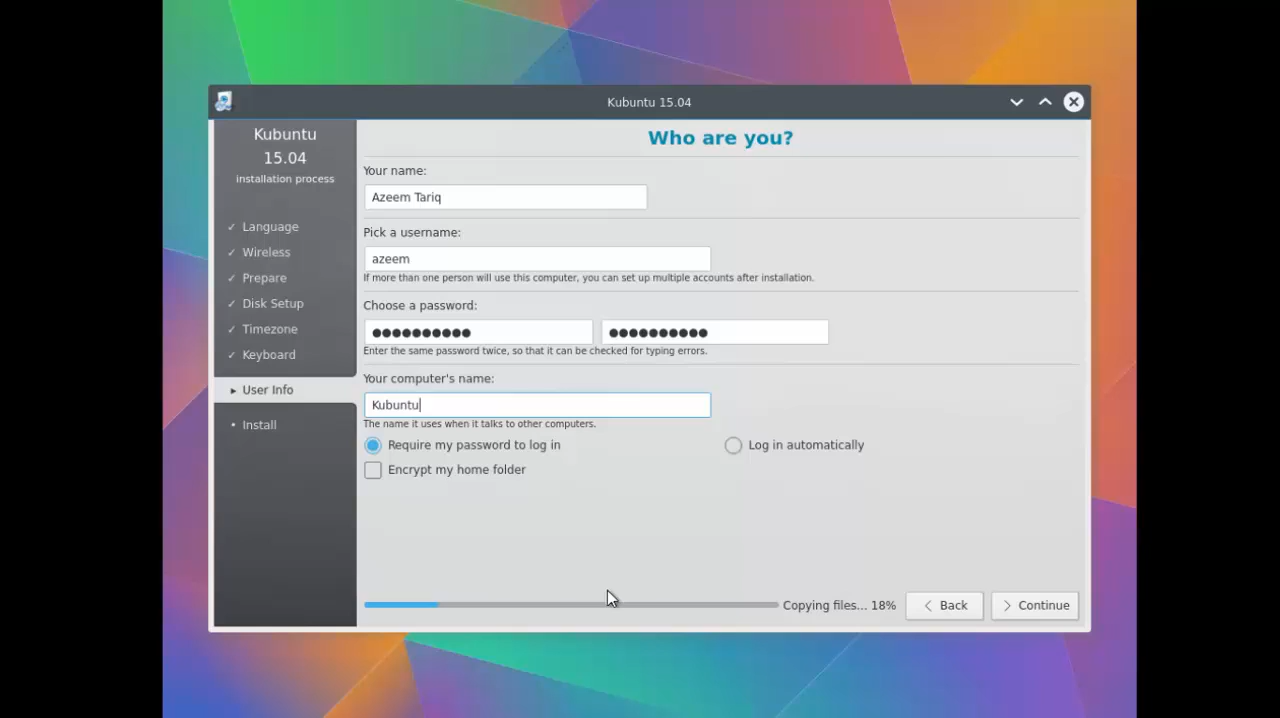 Kubuntu 15.04
Kubuntu
15.04
installation process
✓ Language
✓ Wireless
✓ Prepare
✓ Disk Setup
✓ Timezone
✓ Keyboard
▸ User Info
• Install
Who are you?
Your name:
Azeem Tariq
Pick a username:
azeem
If more than one person will use this computer, you can set up multiple accounts after installation.
Choose a password:
●●●●●●●●●● ●●●●●●●●●●
Enter the same password twice, so that it can be checked for typing errors.
Your computer's name:
Kubuntu
The name it uses when it talks to other computers.
Require my password to log in Log in automatically
Encrypt my home folder
Copying files... 18% Back Continue